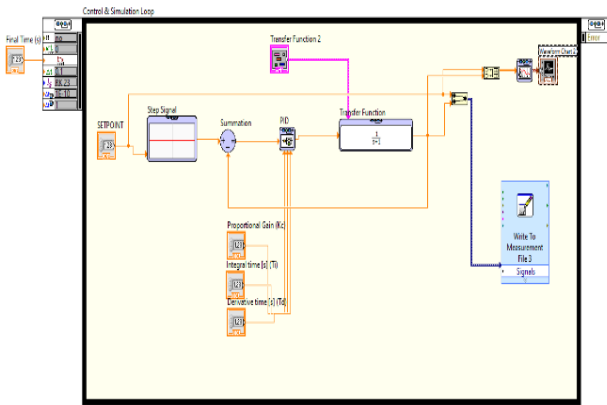 Control & Simulation Loop
Final Time (s)
Error
Transfer Function 2
Waveform Chart 2
Step Signal
Transfer Function
SETPOINT
Summation
PID
1
s+1
Proportional Gain (Kc)
Integral time [s] (Ti)
Derivative time [s] (Td)
Write To
Measurement
File 3
Signals